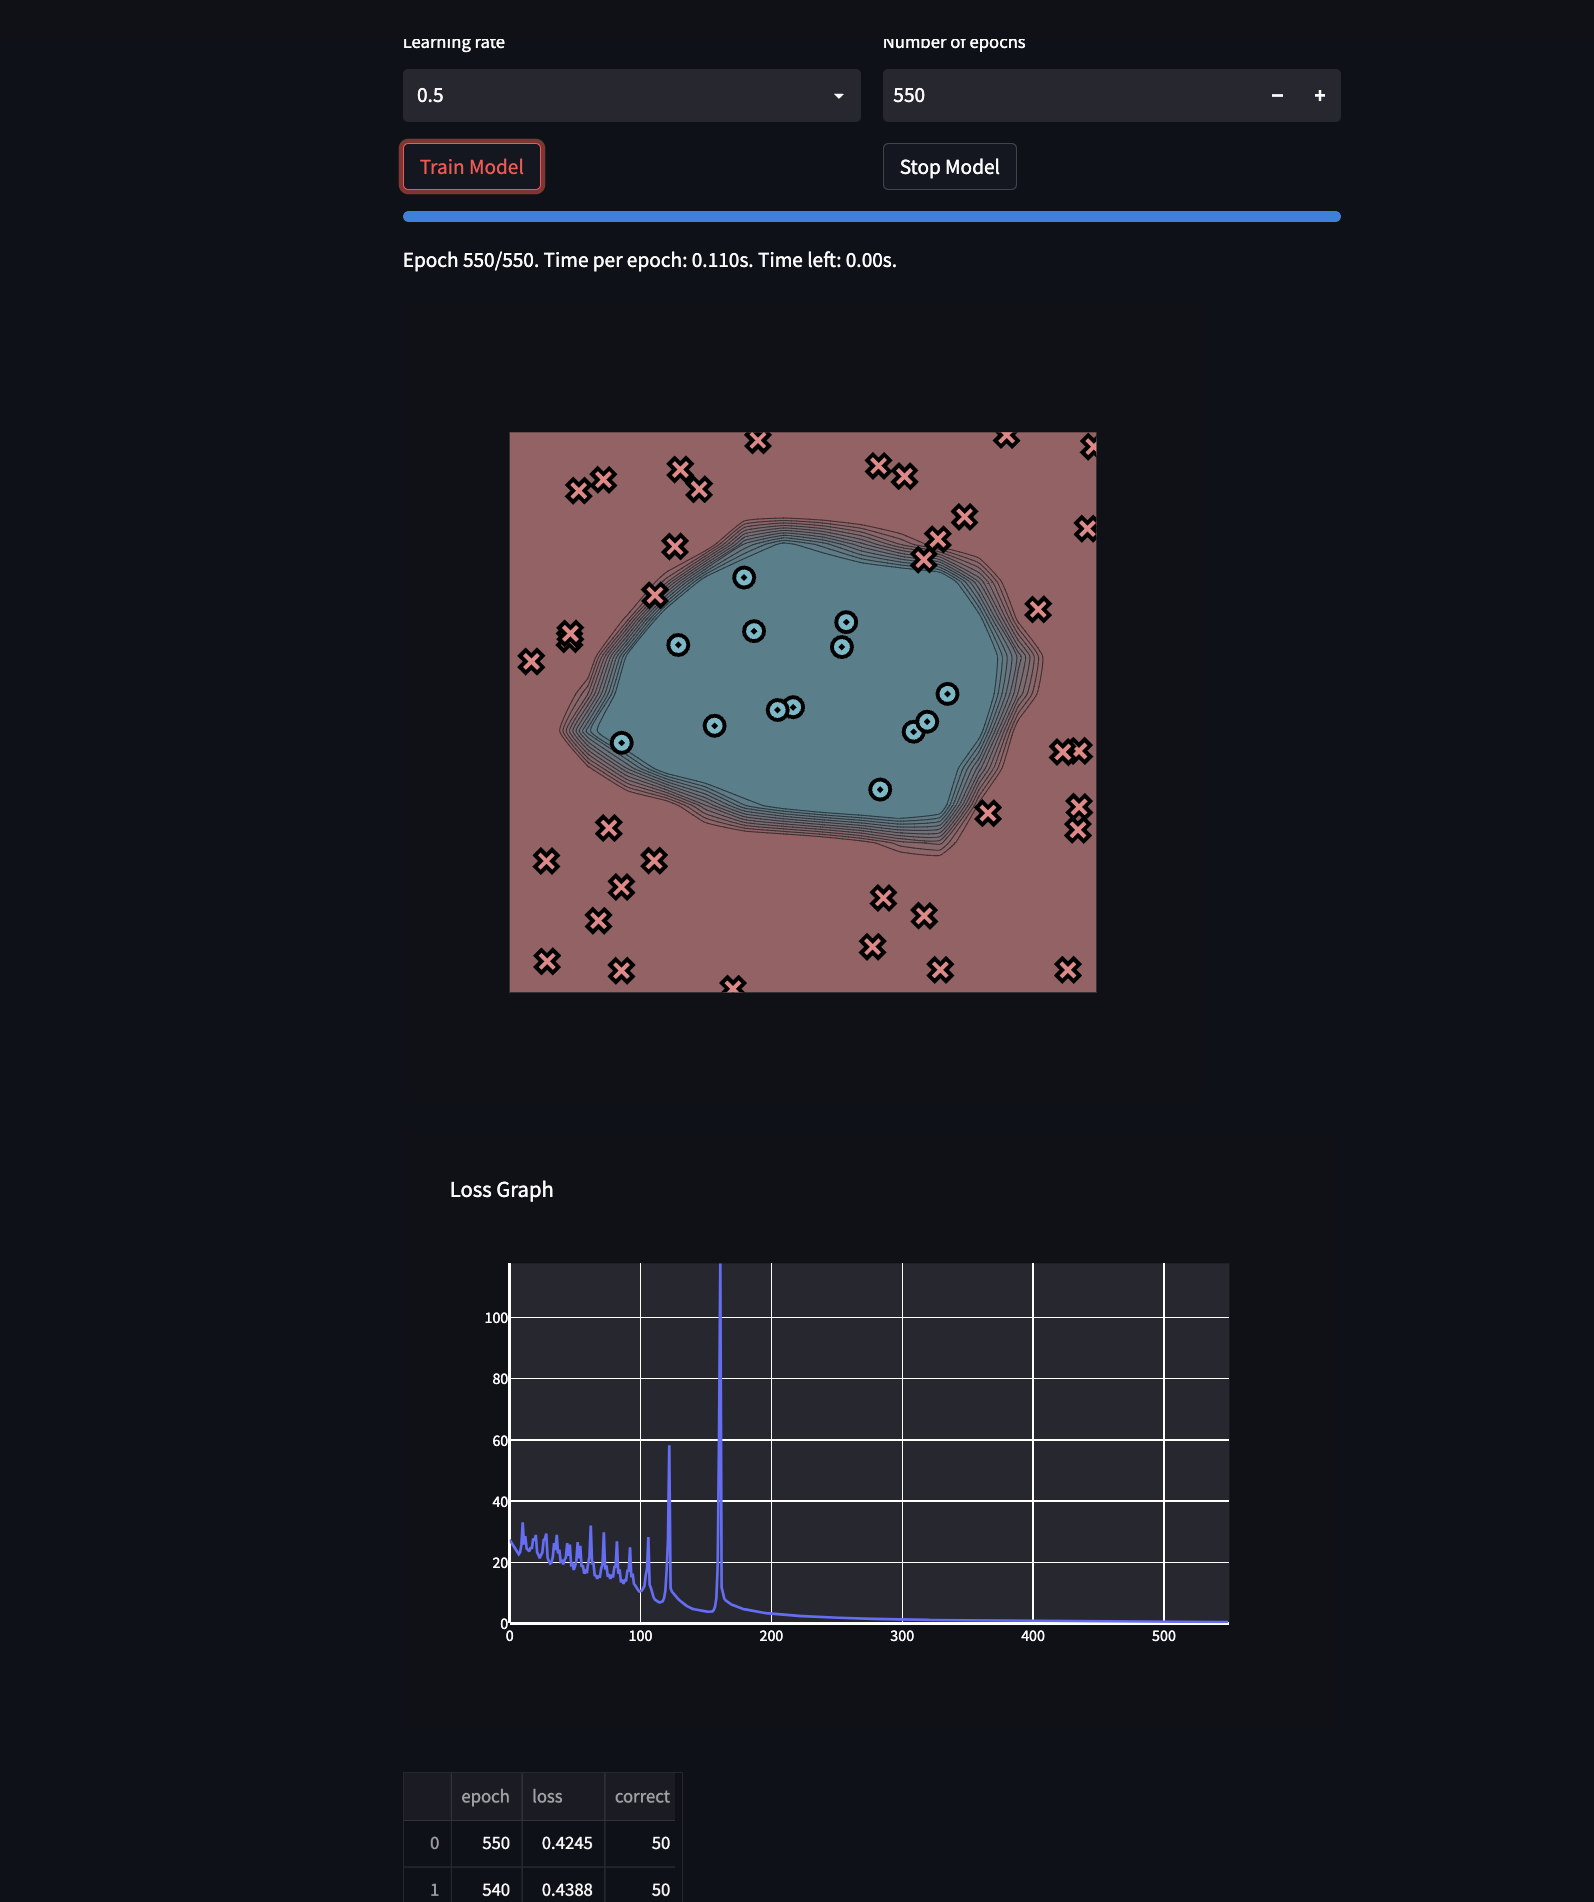 Learning rate
Number of epochs
0.5
550
Train Model
Stop Model
Epoch 550/550. Time per epoch: 0.110s. Time left: 0.00s.
Loss Graph
100
80
60
40
20
0
0 100 200 300 400 500
epoch loss correct
0 550 0.4245 50
1 540 0.4388 50